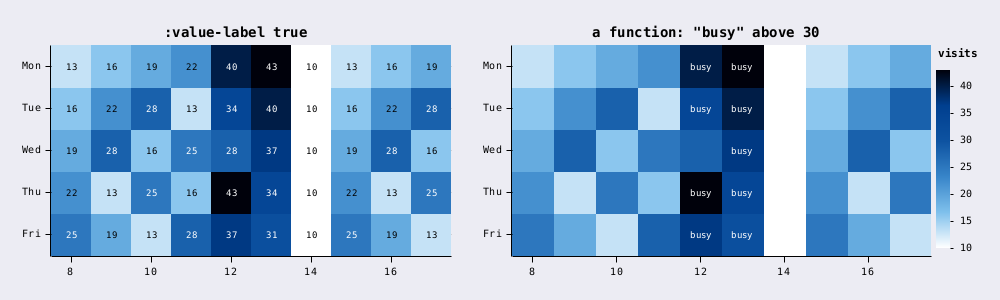 :value-label true
Mon 13 16 19 22 40 43 10 13 16 19
Tue 16 22 28 13 34 40 10 16 22 28
Wed 19 28 16 25 28 37 10 19 28 16
Thu 22 13 25 16 43 34 10 22 13 25
Fri 25 19 13 28 37 31 10 25 19 13
8 10 12 14 16
a function: "busy" above 30
Mon busy busy
Tue busy busy
Wed busy
Thu busy busy
Fri busy busy
8 10 12 14 16
visits
40
35
30
25
20
15
10